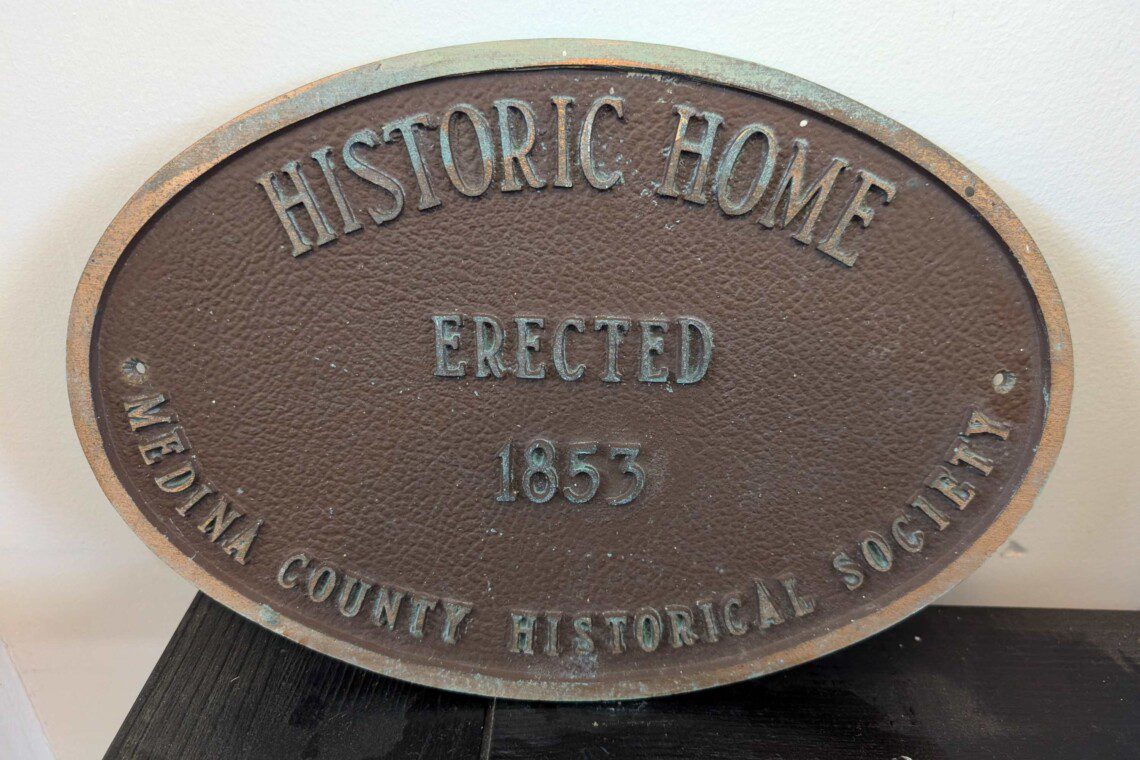 HISTORIC HOME
ERECTED
1853
MEDINA COUNTY HISTORICAL SOCIETY